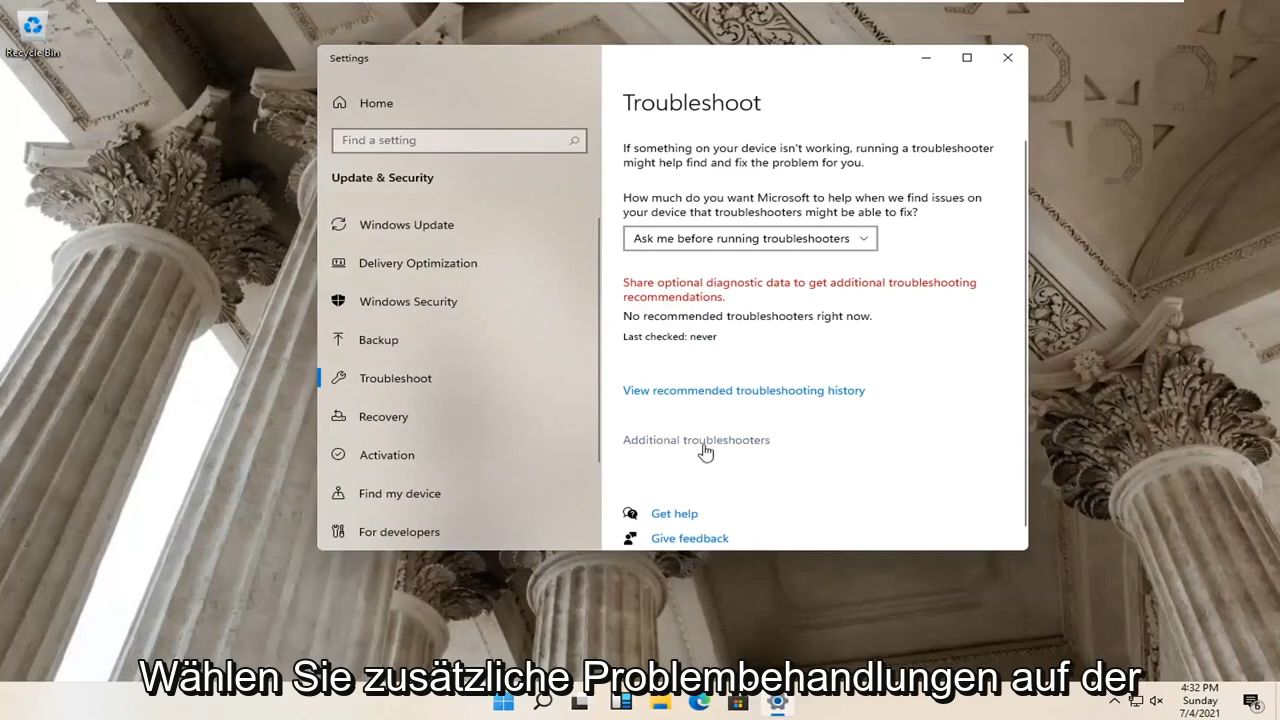 Recycle Bin
Settings
Home
Find a setting
Update & Security
Windows Update
Delivery Optimization
Windows Security
Backup
Troubleshoot
Recovery
Activation
Find my device
For developers
Troubleshoot
If something on your device isn't working, running a troubleshooter
might help find and fix the problem for you.
How much do you want Microsoft to help when we find issues on
your device that troubleshooters might be able to fix?
Ask me before running troubleshooters
Share optional diagnostic data to get additional troubleshooting
recommendations.
No recommended troubleshooters right now.
Last checked: never
View recommended troubleshooting history
Additional troubleshooters
Get help
Give feedback
Wählen Sie zusätzliche Problembehandlungen auf der
4:32 PM
Sunday
7/4/2021
6